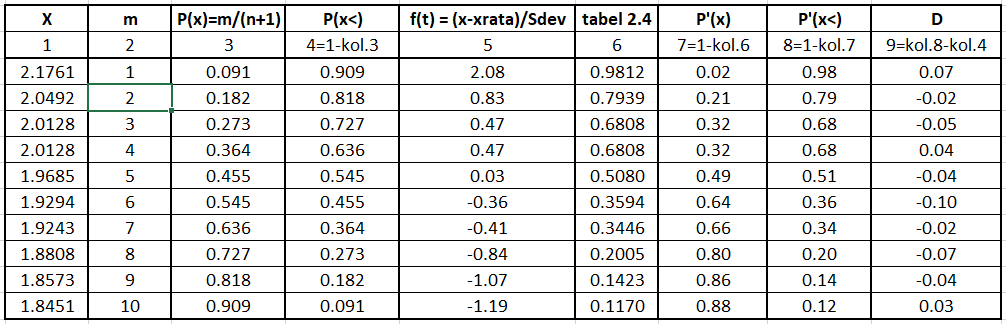 X m P(x)=m/(n+1) P(x<) f(t) = (x-xrata)/Sdev tabel 2.4 P'(x) P'(x<) D
1 2 3 4=1-kol.3 5 6 7=1-kol.6 8=1-kol.7 9=kol.8-kol.4
2.1761 1 0.091 0.909 2.08 0.9812 0.02 0.98 0.07
2.0492 2 0.182 0.818 0.83 0.7939 0.21 0.79 -0.02
2.0128 3 0.273 0.727 0.47 0.6808 0.32 0.68 -0.05
2.0128 4 0.364 0.636 0.47 0.6808 0.32 0.68 0.04
1.9685 5 0.455 0.545 0.03 0.5080 0.49 0.51 -0.04
1.9294 6 0.545 0.455 -0.36 0.3594 0.64 0.36 -0.10
1.9243 7 0.636 0.364 -0.41 0.3446 0.66 0.34 -0.02
1.8808 8 0.727 0.273 -0.84 0.2005 0.80 0.20 -0.07
1.8573 9 0.818 0.182 -1.07 0.1423 0.86 0.14 -0.04
1.8451 10 0.909 0.091 -1.19 0.1170 0.88 0.12 0.03